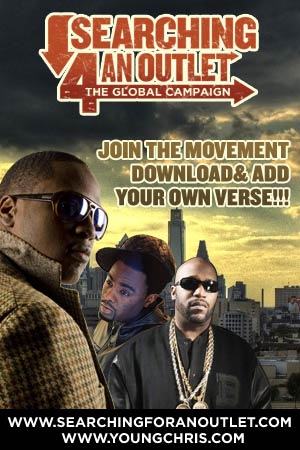 SEARCHING
4 AN OUTLET
THE GLOBAL CAMPAIGN
JOIN THE MOVEMENT
DOWNLOAD& ADD
YOUR OWN VERSE!!!
WWW.SEARCHINGFORANOUTLET.COM
WWW.YOUNGCHRIS.COM